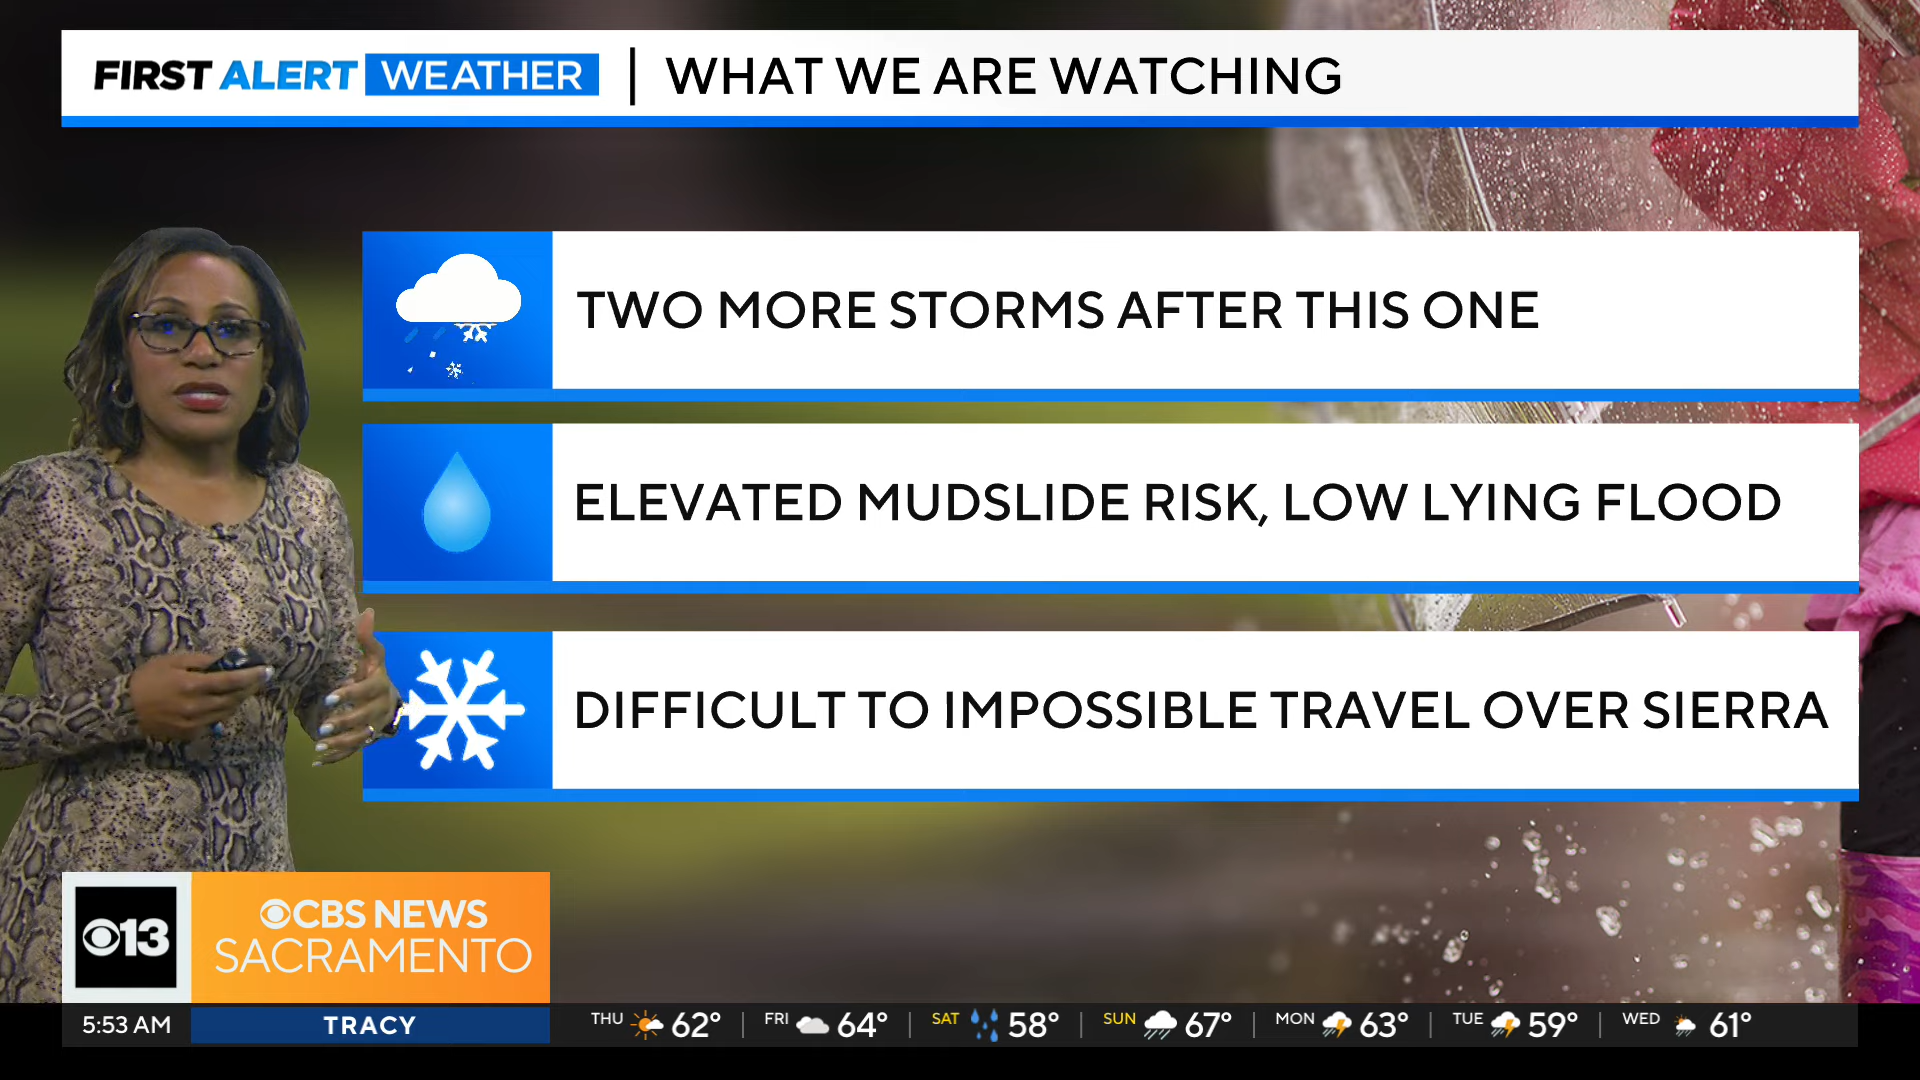 FIRST ALERT WEATHER | WHAT WE ARE WATCHING
TWO MORE STORMS AFTER THIS ONE
ELEVATED MUDSLIDE RISK, LOW LYING FLOOD
DIFFICULT TO IMPOSSIBLE TRAVEL OVER SIERRA
13
CBS NEWS
SACRAMENTO
5:53 AM TRACY THU 62° | FRI 64° | SAT 58° | SUN 67° | MON 63° | TUE 59° | WED 61°